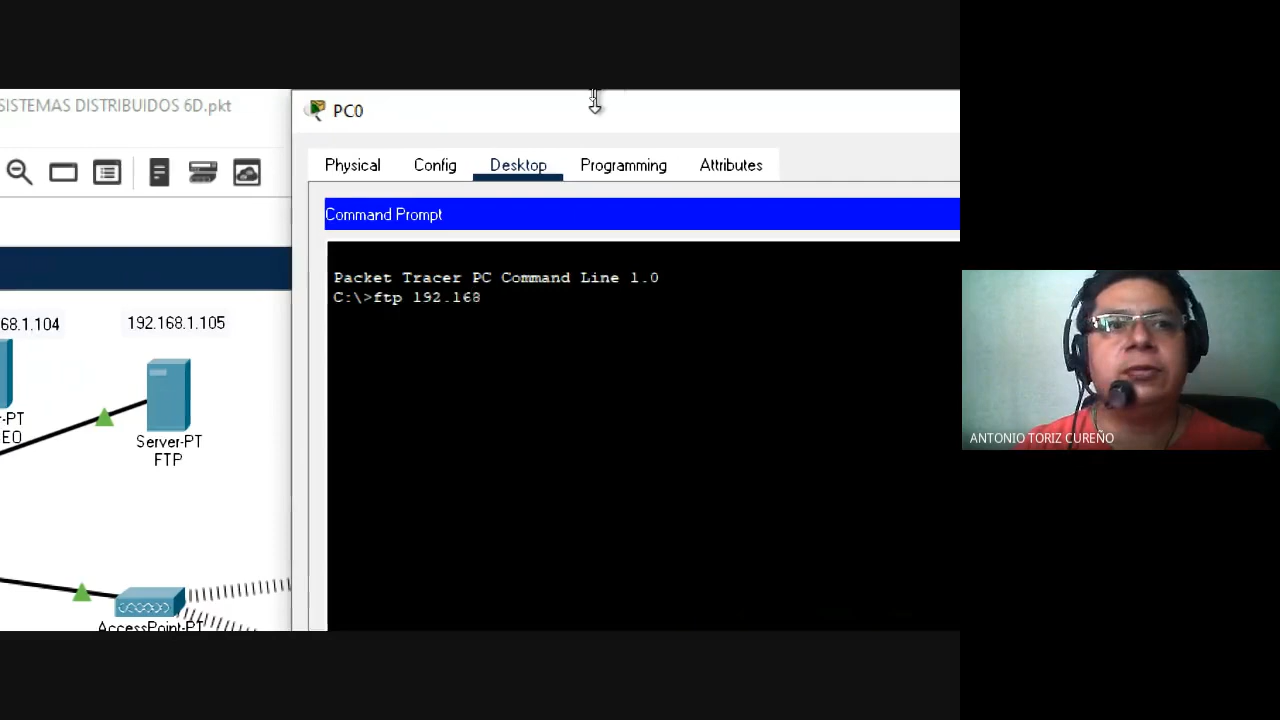 SISTEMAS DISTRIBUIDOS 6D.pkt
PC0
Physical
Config
Desktop
Programming
Attributes
Command Prompt
Packet Tracer PC Command Line 1.0
C:\>ftp 192.168
68.1.104
192.168.1.105
-PT
EO
Server-PT
FTP
AccessPoint-PT
ANTONIO TORIZ CUREÑO